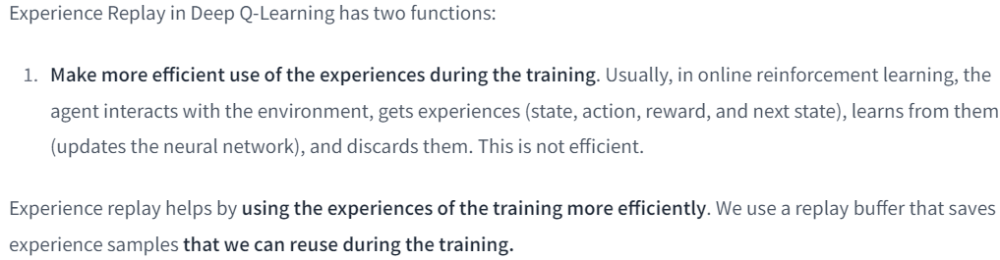 Experience Replay in Deep Q-Learning has two functions:
1. Make more efficient use of the experiences during the training. Usually, in online reinforcement learning, the
agent interacts with the environment, gets experiences (state, action, reward, and next state), learns from them
(updates the neural network), and discards them. This is not efficient.
Experience replay helps by using the experiences of the training more efficiently. We use a replay buffer that saves
experience samples that we can reuse during the training.